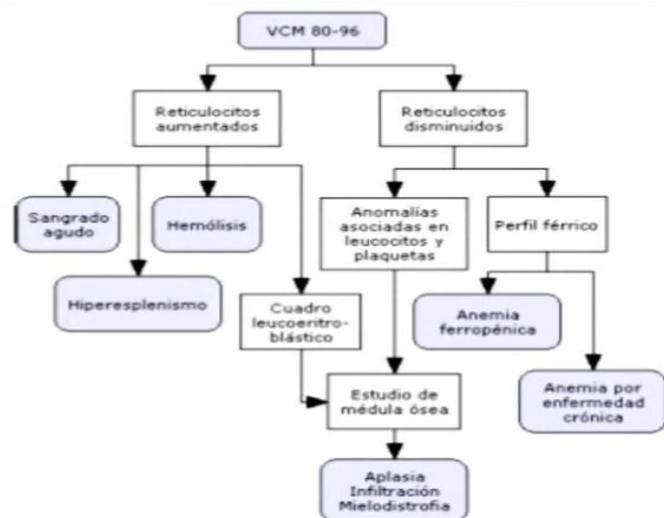 VCM 80-96
Reticulocitos
aumentados
Reticulocitos
disminuidos
Sangrado
agudo
Hemólisis
Anomalías
asociadas en
leucocitos y
plaquetas
Perfil férrico
Hiperesplenismo
Cuadro
leucoeritro-
blástico
Anemia
ferropénica
Estudio de
médula ósea
Anemia por
enfermedad
crónica
Aplasia
Infiltración
Mielodistrofia